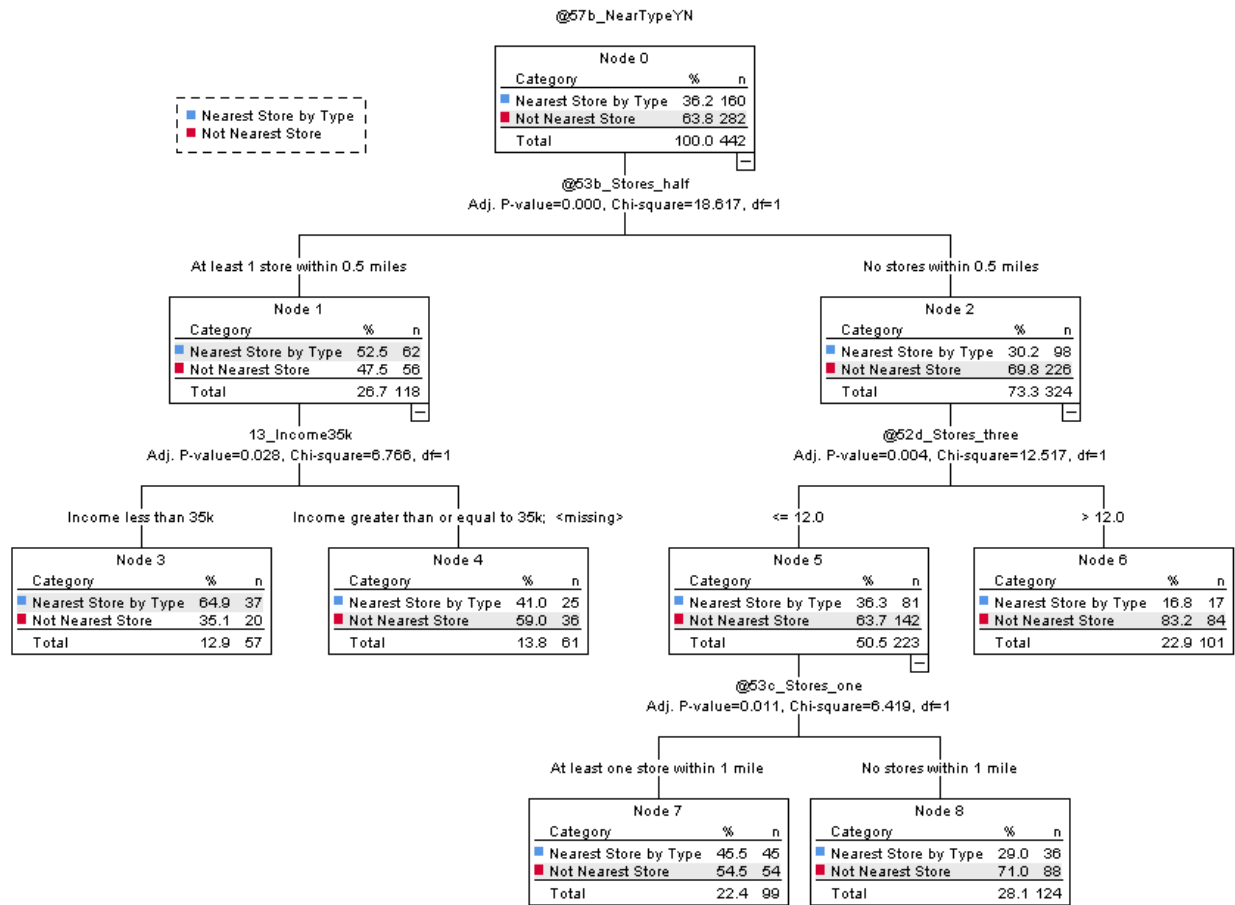 @57b_NearTypeYN
Nearest Store by Type
Not Nearest Store
Node 0
Category % n
Nearest Store by Type 36.2 160
Not Nearest Store 63.8 282
Total 100.0 442
@53b_Stores_half
Adj. P-value=0.000, Chi-square=18.617, df=1
At least 1 store within 0.5 miles
No stores within 0.5 miles
Node 1
Category % n
Nearest Store by Type 52.5 62
Not Nearest Store 47.5 56
Total 26.7 118
Node 2
Category % n
Nearest Store by Type 30.2 98
Not Nearest Store 69.8 226
Total 73.3 324
13_Income35k
Adj. P-value=0.028, Chi-square=6.766, df=1
@52d_Stores_three
Adj. P-value=0.004, Chi-square=12.517, df=1
Income less than 35k
Income greater than or equal to 35k; <missing>
<= 12.0
> 12.0
Node 3
Category % n
Nearest Store by Type 64.9 37
Not Nearest Store 35.1 20
Total 12.9 57
Node 4
Category % n
Nearest Store by Type 41.0 25
Not Nearest Store 59.0 36
Total 13.8 61
Node 5
Category % n
Nearest Store by Type 36.3 81
Not Nearest Store 63.7 142
Total 50.5 223
Node 6
Category % n
Nearest Store by Type 16.8 17
Not Nearest Store 83.2 84
Total 22.9 101
@53c_Stores_one
Adj. P-value=0.011, Chi-square=6.419, df=1
At least one store within 1 mile
No stores within 1 mile
Node 7
Category % n
Nearest Store by Type 45.5 45
Not Nearest Store 54.5 54
Total 22.4 99
Node 8
Category % n
Nearest Store by Type 29.0 36
Not Nearest Store 71.0 88
Total 28.1 124